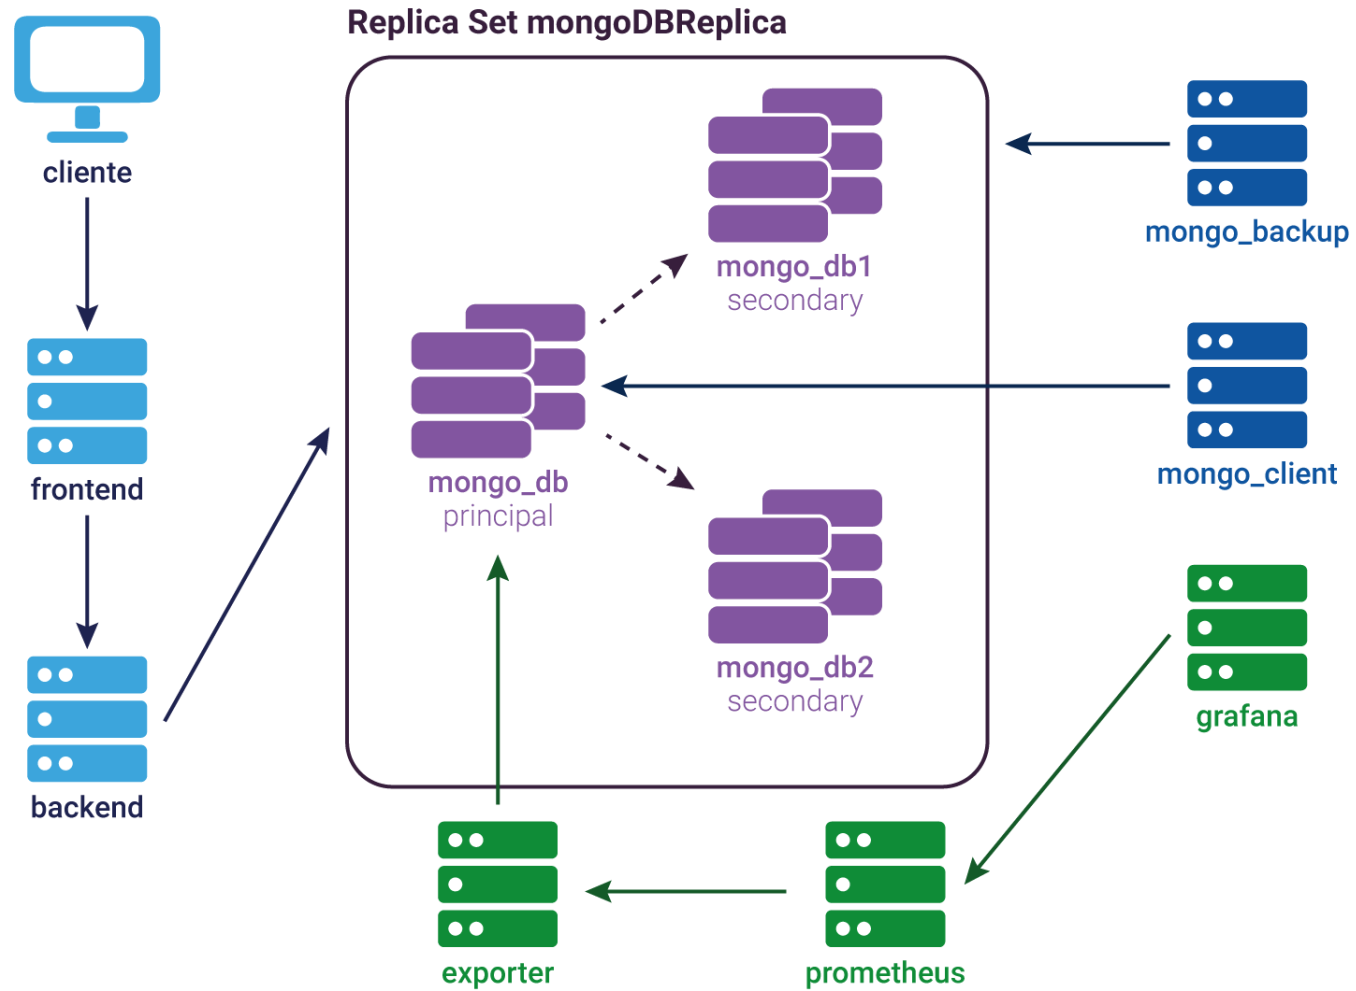 Replica Set mongoDBReplica
cliente
frontend
backend
mongo_db1
secondary
mongo_db
principal
mongo_db2
secondary
mongo_backup
mongo_client
grafana
exporter
prometheus